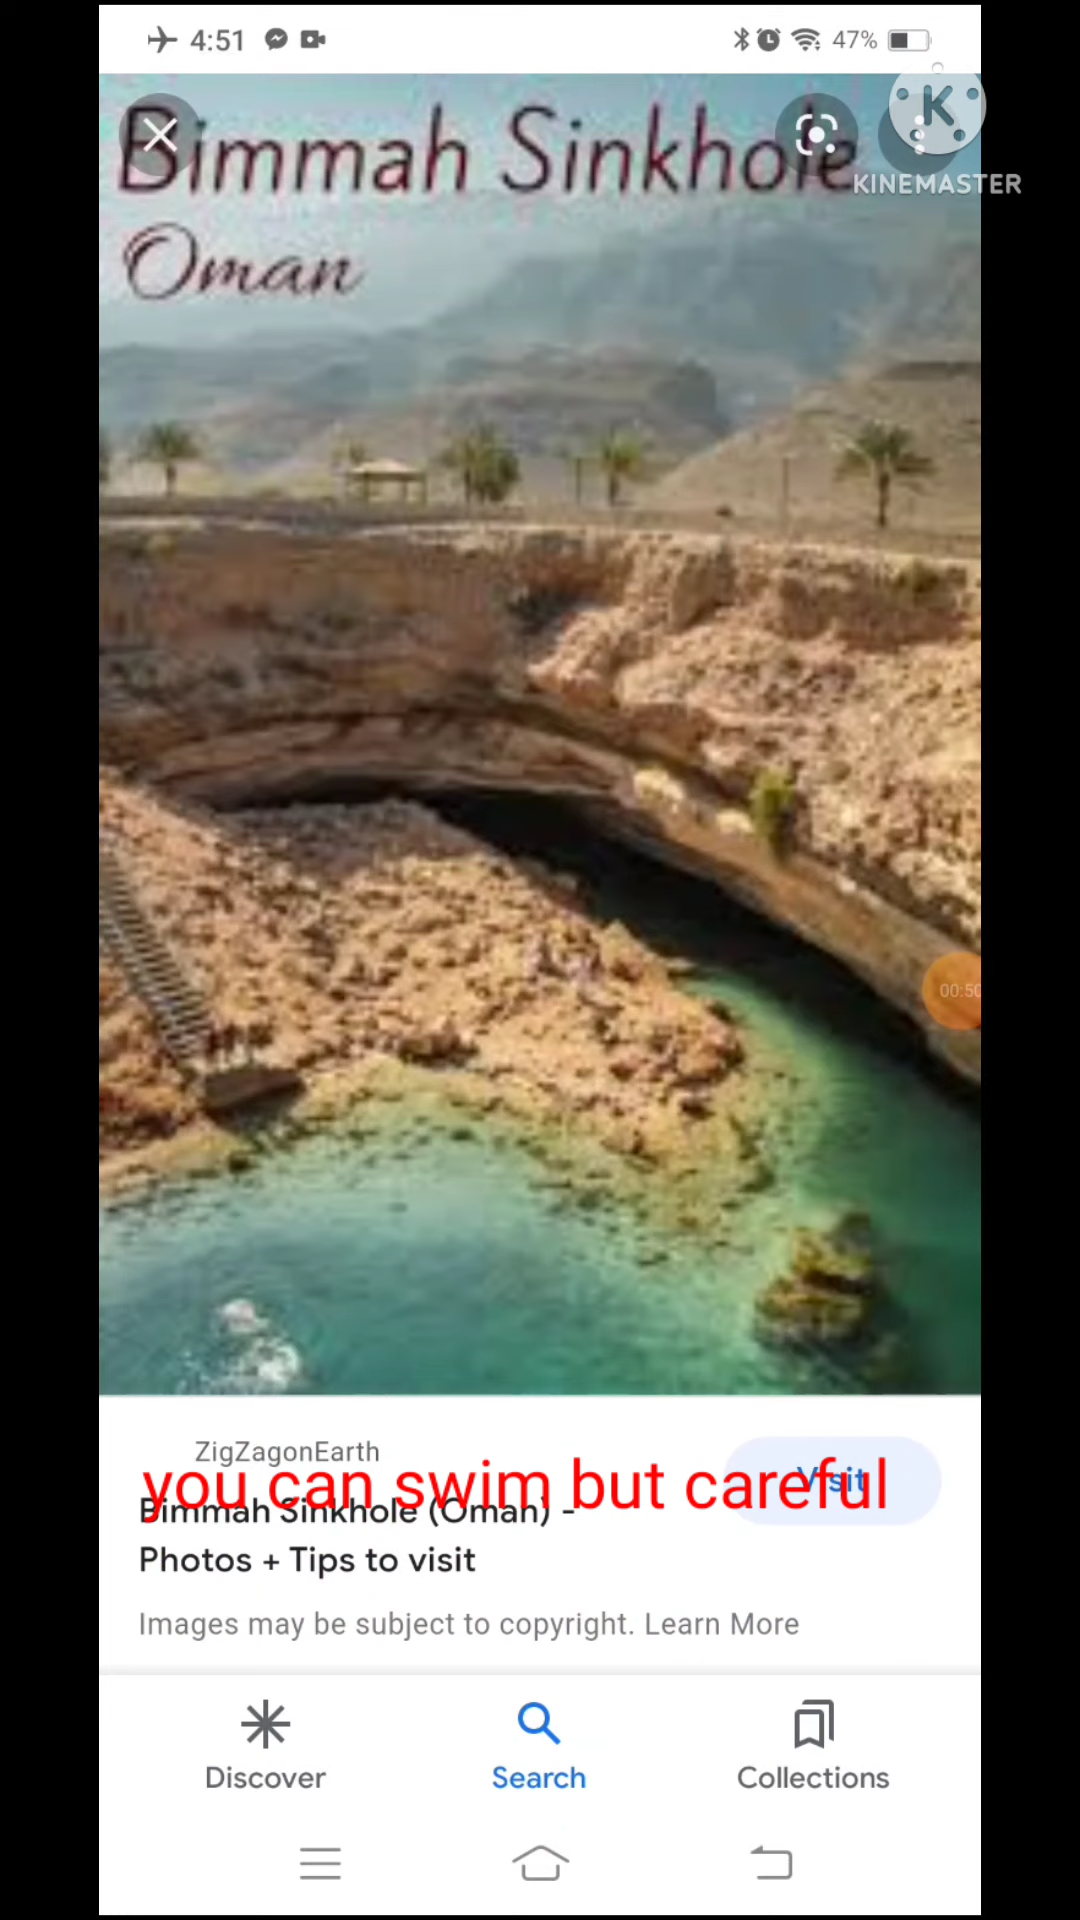 4:51
47%
Bimmah Sinkhole
Oman
K
KINEMASTER
00:50
ZigZagonEarth
Visit
you can swim but careful
Bimmah Sinkhole (Oman) -
Photos + Tips to visit
Images may be subject to copyright. Learn More
Discover
Search
Collections